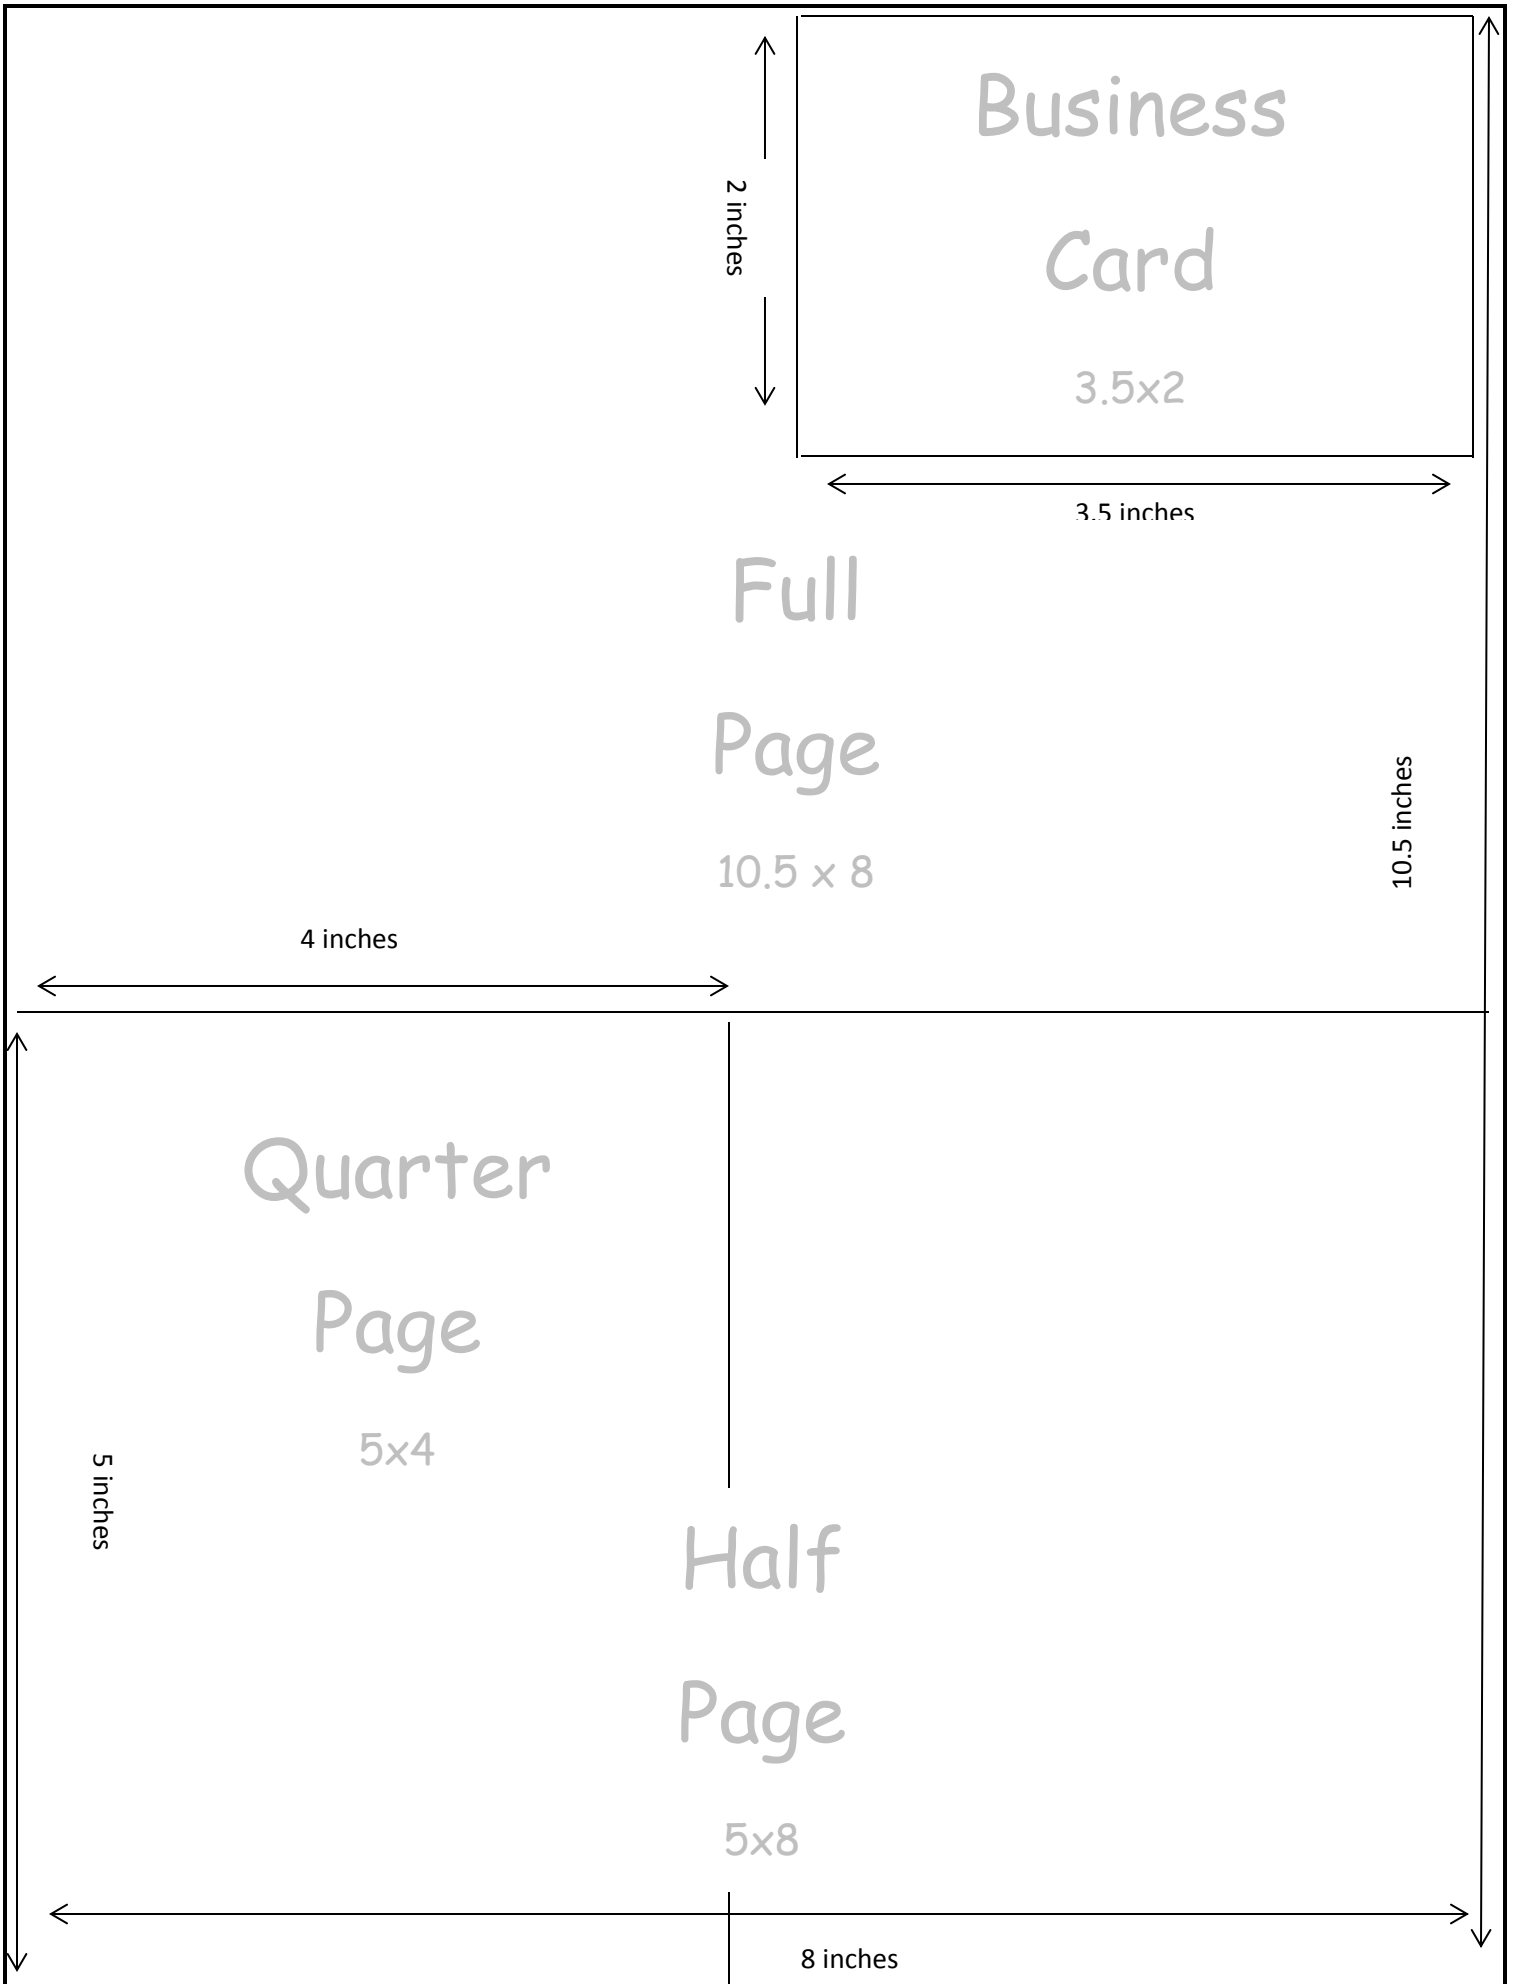 Business
Card
3.5x2
2 inches
3.5 inches
Full
Page
10.5 x 8
10.5 inches
4 inches
Quarter
Page
5x4
5 inches
Half
Page
5x8
8 inches